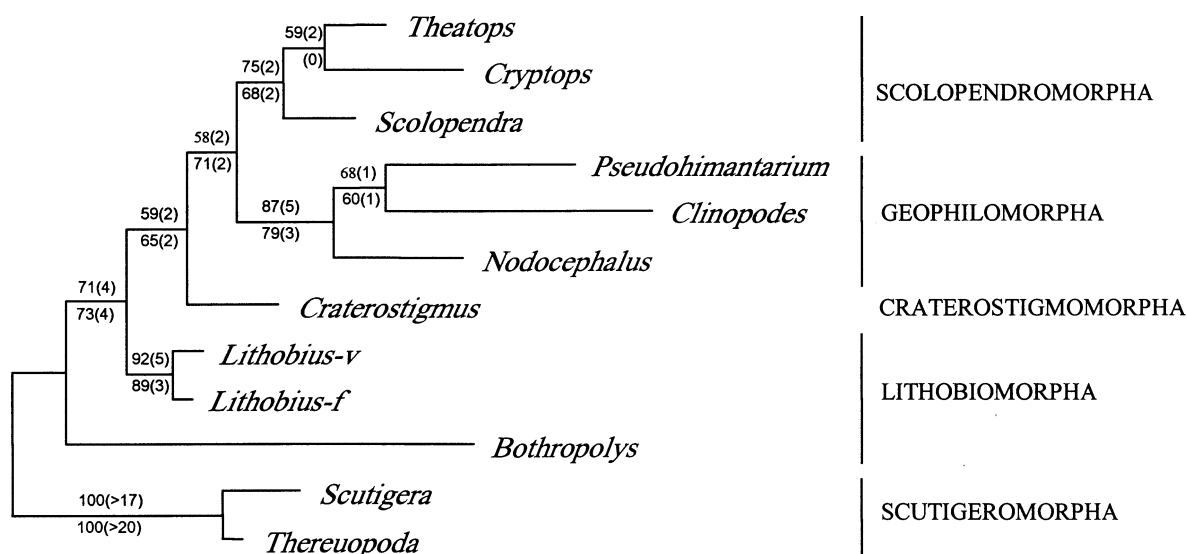 59(2)
Theatops
(0)
75(2)
Cryptops
68(2)
SCOLOPENDROMORPHA
Scolopendra
58(2)
71(2)
68(1)
Pseudohimantarium
60(1)
87(5)
Clinopodes
GEOPHILOMORPHA
79(3)
59(2)
65(2)
Nodocephalus
71(4)
73(4)
Craterostigmus
CRATEROSTIGMOMORPHA
92(5)
Lithobius-v
89(3)
LITHOBIOMORPHA
Lithobius-f
Bothropolys
100(>17)
Scutigera
100(>20)
SCUTIGEROMORPHA
Thereuopoda